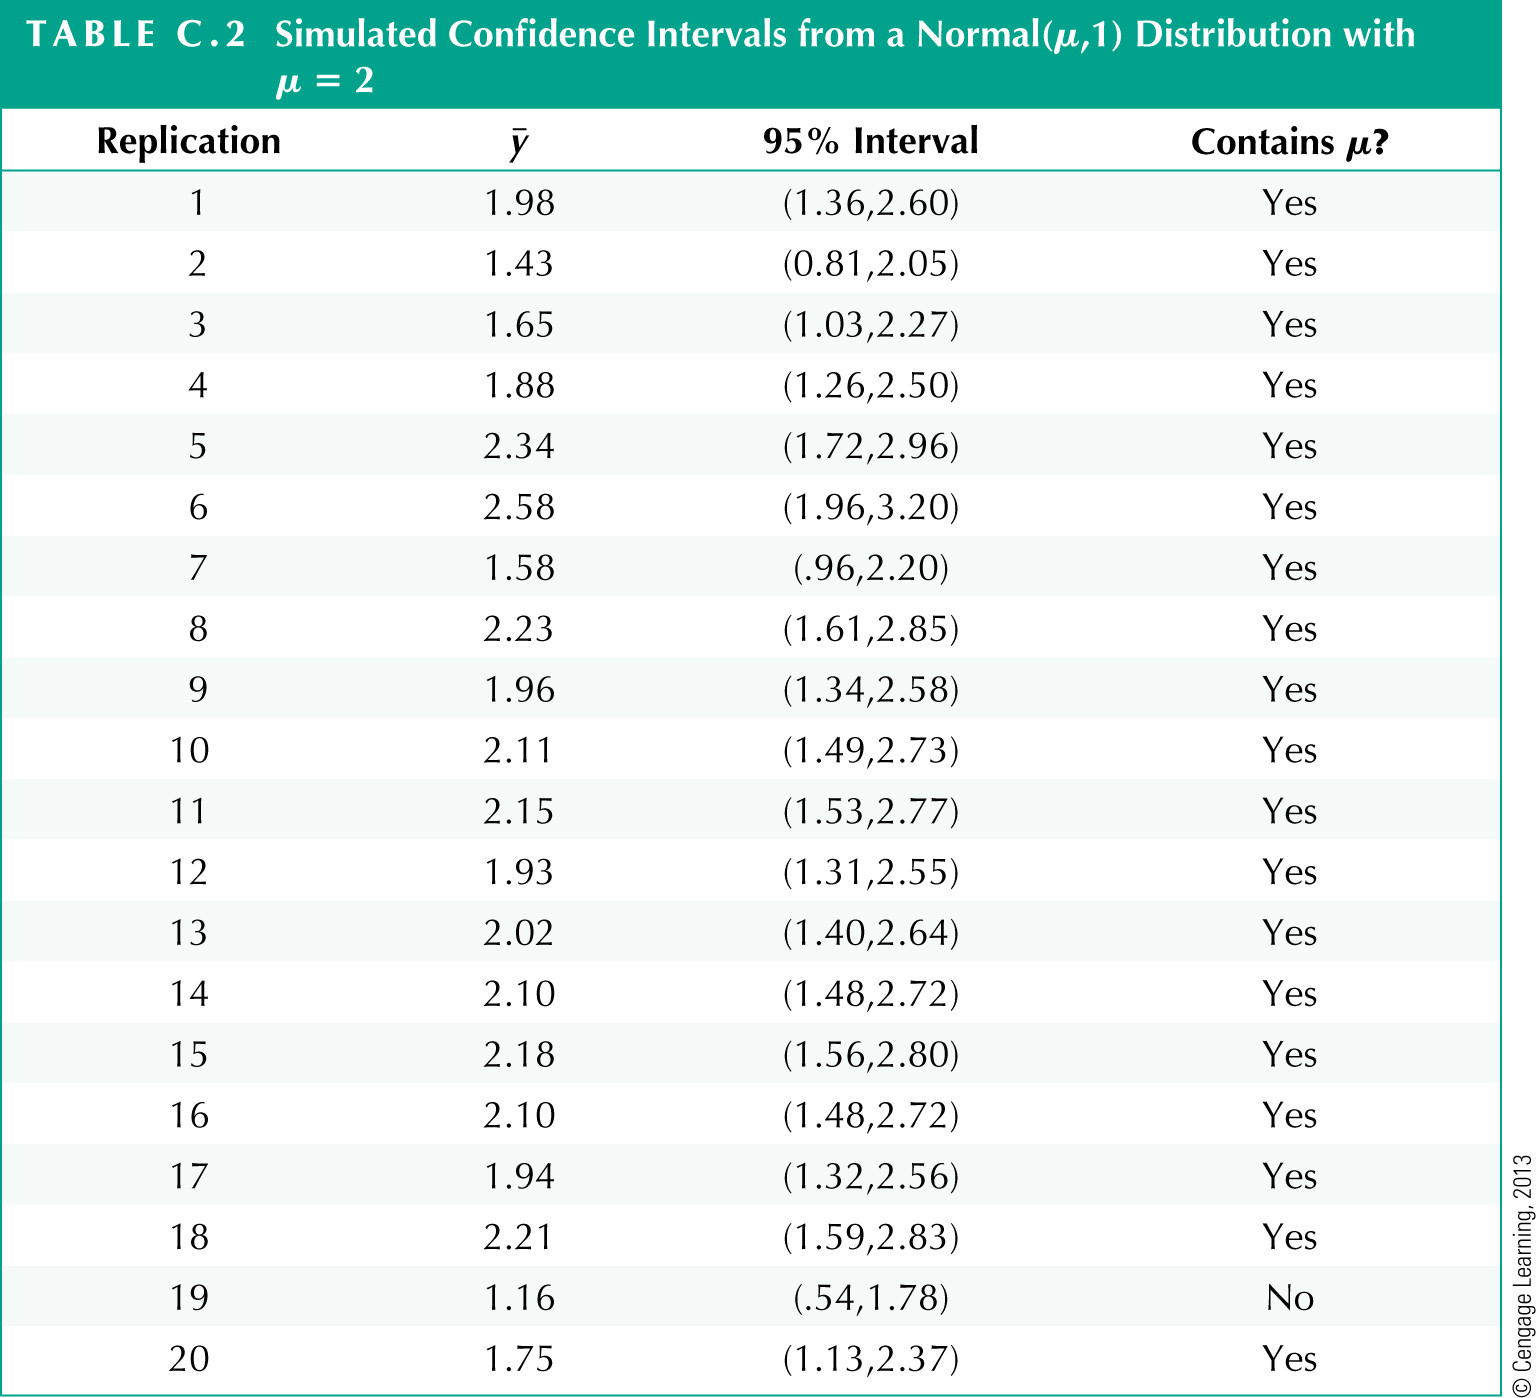 TABLE C.2 Simulated Confidence Intervals from a Normal(μ,1) Distribution with
μ = 2
Replication ȳ 95% Interval Contains μ?
1 1.98 (1.36,2.60) Yes
2 1.43 (0.81,2.05) Yes
3 1.65 (1.03,2.27) Yes
4 1.88 (1.26,2.50) Yes
5 2.34 (1.72,2.96) Yes
6 2.58 (1.96,3.20) Yes
7 1.58 (.96,2.20) Yes
8 2.23 (1.61,2.85) Yes
9 1.96 (1.34,2.58) Yes
10 2.11 (1.49,2.73) Yes
11 2.15 (1.53,2.77) Yes
12 1.93 (1.31,2.55) Yes
13 2.02 (1.40,2.64) Yes
14 2.10 (1.48,2.72) Yes
15 2.18 (1.56,2.80) Yes
16 2.10 (1.48,2.72) Yes
17 1.94 (1.32,2.56) Yes
18 2.21 (1.59,2.83) Yes
19 1.16 (.54,1.78) No
20 1.75 (1.13,2.37) Yes
© Cengage Learning, 2013